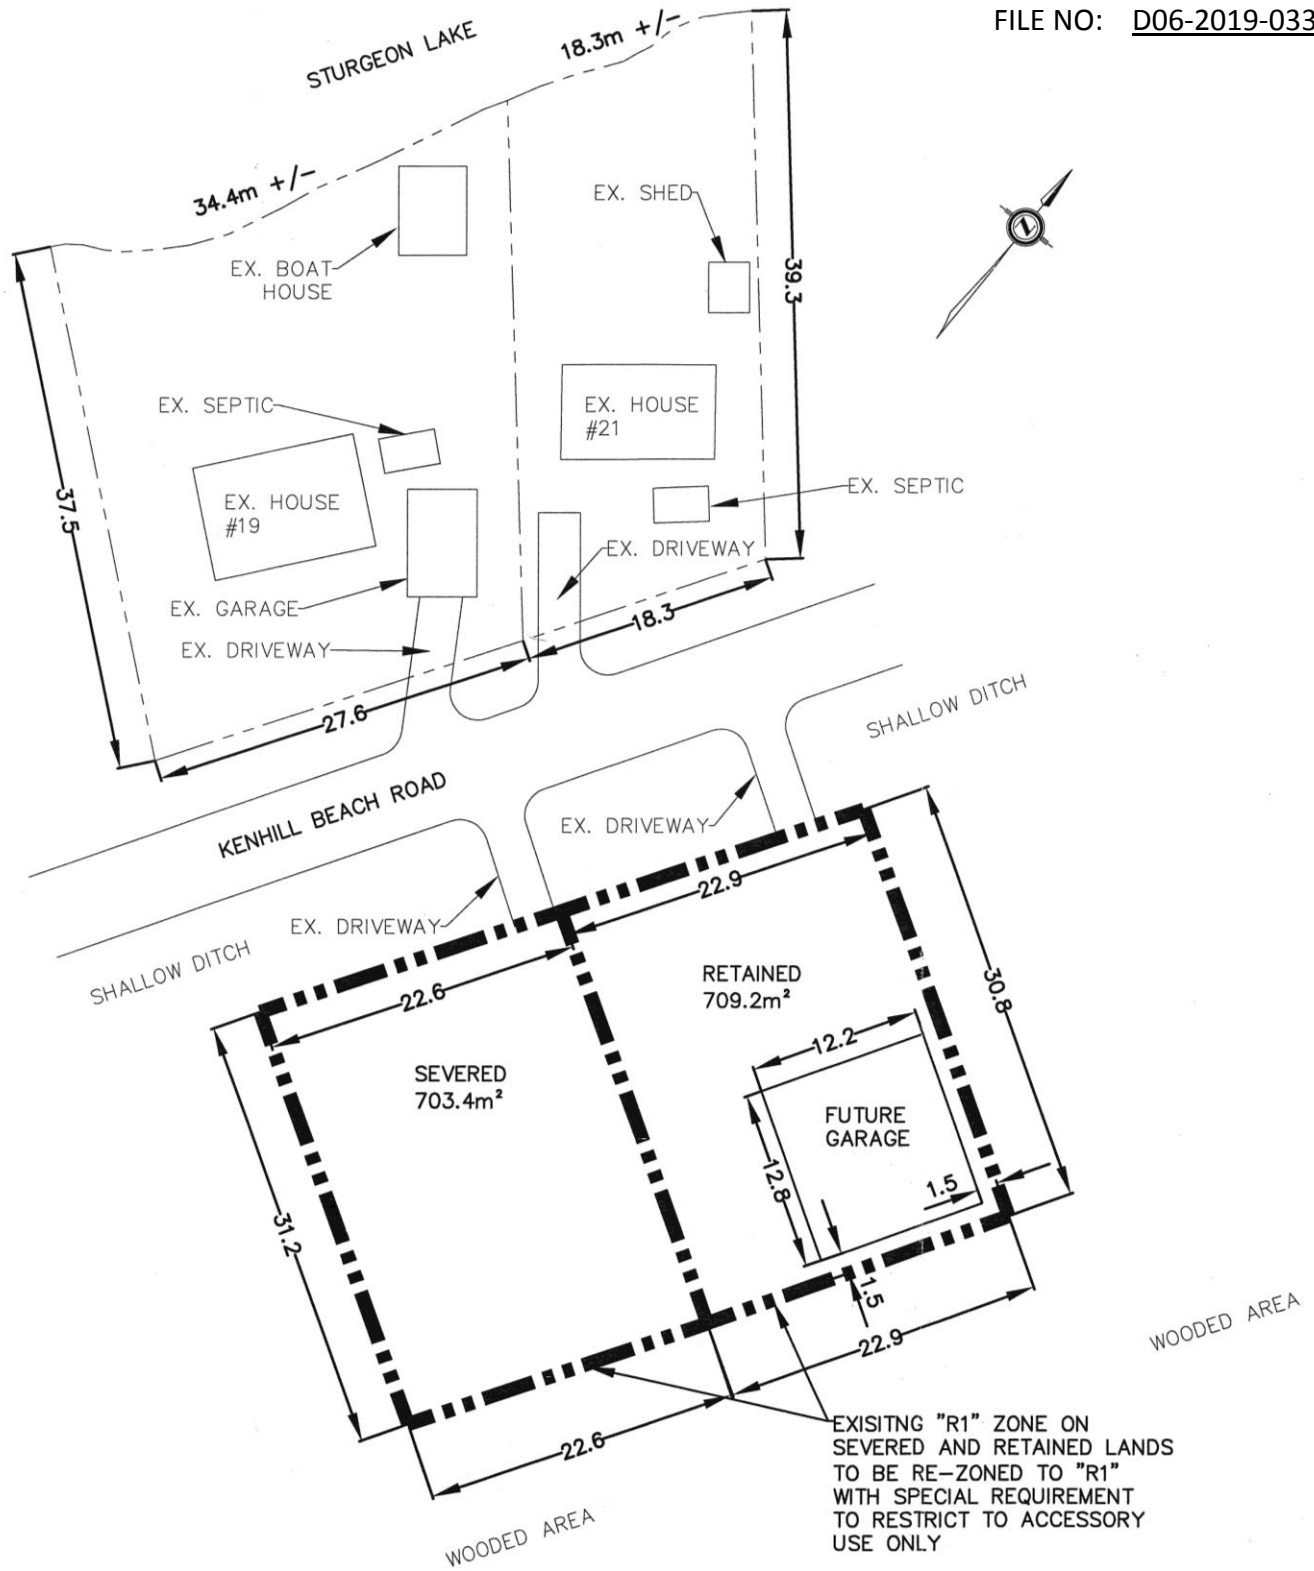 FILE NO: D06-2019-033
STURGEON LAKE
18.3m +/-
34.4m +/-
EX. SHED
EX. BOAT
HOUSE
39.3
N
EX. SEPTIC
EX. HOUSE
#21
37.5
EX. HOUSE
#19
EX. SEPTIC
EX. DRIVEWAY
EX. GARAGE
18.3
EX. DRIVEWAY
27.6
SHALLOW DITCH
KENHILL BEACH ROAD
EX. DRIVEWAY
22.9
EX. DRIVEWAY
SHALLOW DITCH
22.6
RETAINED
709.2m²
30.8
12.2
SEVERED
703.4m²
FUTURE
GARAGE
12.8
1.5
31.2
1.5
22.9
WOODED AREA
22.6
EXISITNG "R1" ZONE ON
SEVERED AND RETAINED LANDS
TO BE RE-ZONED TO "R1"
WITH SPECIAL REQUIREMENT
TO RESTRICT TO ACCESSORY
USE ONLY
WOODED AREA